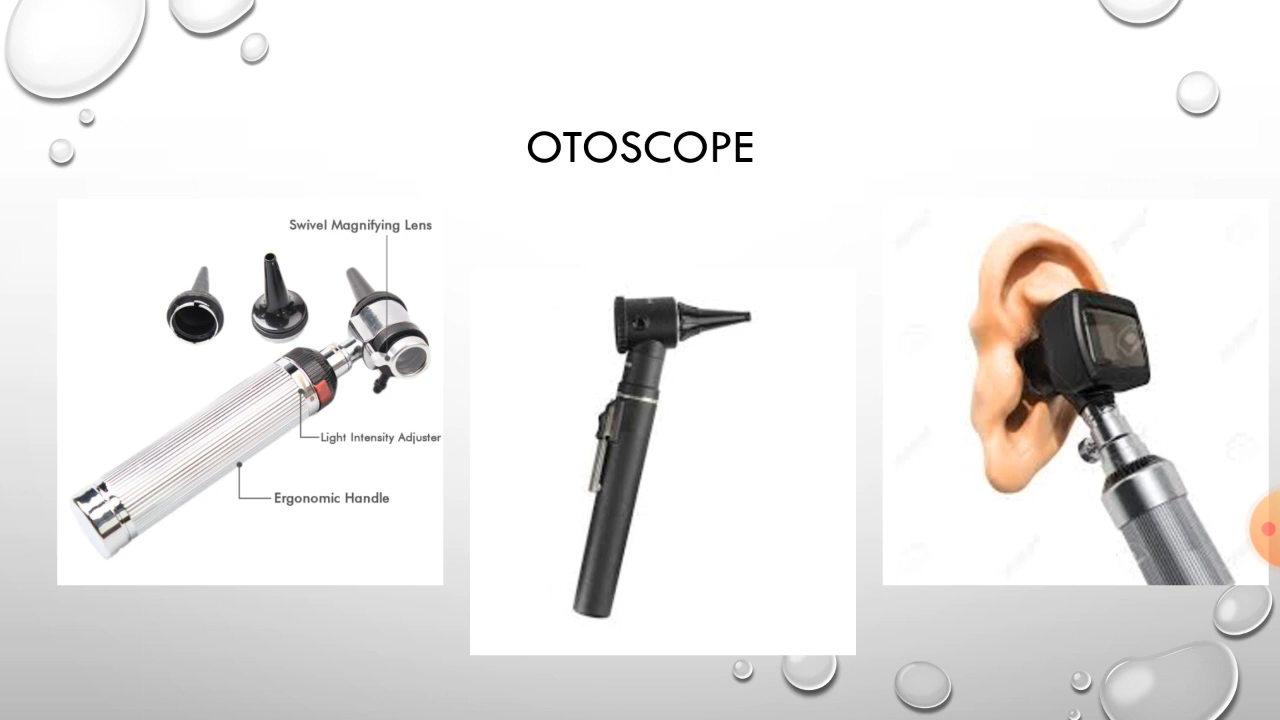 OTOSCOPE
Swivel Magnifying Lens
Light Intensity Adjuster
Ergonomic Handle